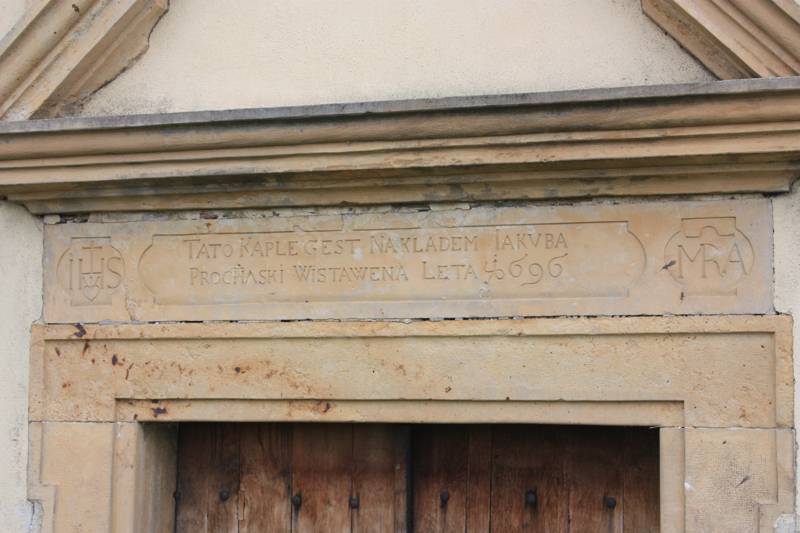 IHS
TATO KAPLE GEST NAKLADEM IAKVBA
PROCHASKI WISTAWENA LETA 1696
MRA